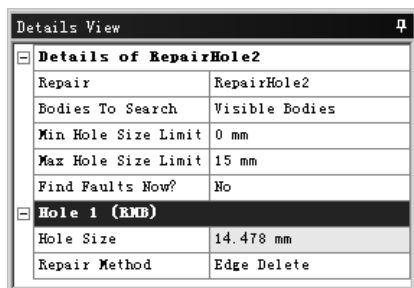 Details View
Details of RepairHole2
Repair RepairHole2
Bodies To Search Visible Bodies
Min Hole Size Limit 0 mm
Max Hole Size Limit 15 mm
Find Faults Now? No
Hole 1 (RMB)
Hole Size 14.478 mm
Repair Method Edge Delete